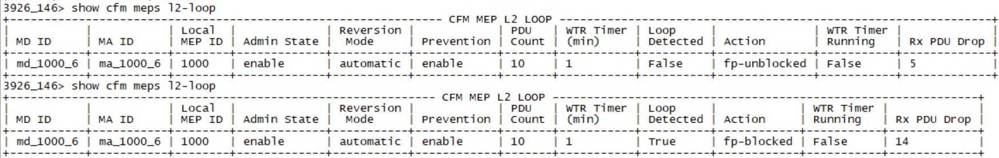 3926_146> show cfm meps l2-loop
+------------------------------------------------------------------------------ CFM MEP L2 LOOP -------------------------------------------------------------------------------+
|              |              | Local    |                | Reversion    |               | PDU     | WTR Timer    | Loop        |                 | WTR Timer |                |
| MD ID        | MA ID        | MEP ID   | Admin State    |  Mode        | Prevention    | Count   | (min)        | Detected    | Action          | Running   | Rx PDU Drop    |
+--------------+--------------+----------+----------------+--------------+---------------+---------+--------------+-------------+-----------------+-----------+----------------+
| md_1000_6 | ma_1000_6 | 1000     | enable         | automatic | enable        | 10      | 1            | False       | fp-unblocked | False     | 5              |
+--------------+--------------+----------+----------------+--------------+---------------+---------+--------------+-------------+-----------------+-----------+----------------+
3926_146> show cfm meps l2-loop
+----------------------------------------------------------------------------- CFM MEP L2 LOOP -----------------------------------------------------------------------------+
|              |              | Local    |                | Reversion    |               | PDU     | WTR Timer    | Loop        |               | WTR Timer |                |
| MD ID        | MA ID        | MEP ID   | Admin State    |  Mode        | Prevention    | Count   | (min)        | Detected    | Action        | Running   | Rx PDU Drop |
+--------------+--------------+----------+----------------+--------------+---------------+---------+--------------+-------------+---------------+-----------+----------------+
| md_1000_6 | ma_1000_6 | 1000     | enable         | automatic | enable        | 10      | 1            | True        | fp-blocked | False     | 14             |
+--------------+--------------+----------+----------------+--------------+---------------+---------+--------------+-------------+---------------+-----------+----------------+